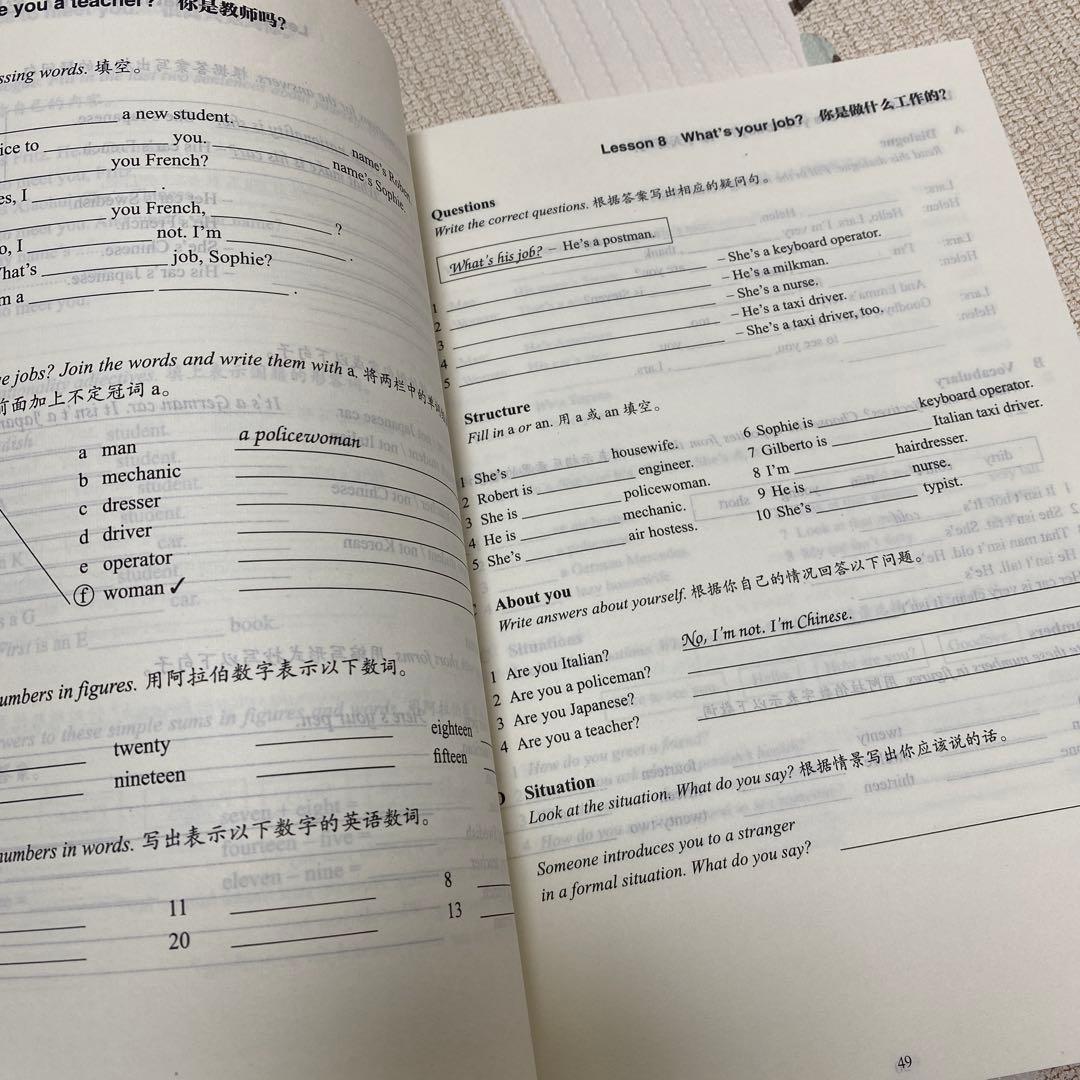 e you a teacher? 你是教师吗?
ssing words. 填空。
a new student. name's Robert
ice to you. name's Sophie.
you French?
es, I .
you French, ?
o, I not. I'm .
hat's job, Sophie?
m a .
e jobs? Join the words and write them with a. 将两栏中的单词
前面加上不定冠词 a。
a man a policewoman
b mechanic
c dresser
d driver
e operator
f woman ✓
numbers in figures. 用阿拉伯数字表示以下数词。
twenty eighteen
nineteen fifteen
numbers in words. 写出表示以下数字的英语数词。
11 8
20 13
Lesson 8 What's your job? 你是做什么工作的?
Questions
Write the correct questions. 根据答案写出相应的疑问句。
What's his job? – He's a postman.
1 – She's a keyboard operator.
2 – He's a milkman.
3 – She's a nurse.
4 – He's a taxi driver.
5 – She's a taxi driver, too.
Structure
Fill in a or an. 用 a 或 an 填空。
1 She's housewife.
2 Robert is engineer.
3 She is policewoman.
4 He is mechanic.
5 She's air hostess.
6 Sophie is keyboard operator.
7 Gilberto is Italian taxi driver.
8 I'm hairdresser.
9 He is nurse.
10 She's typist.
About you
Write answers about yourself. 根据你自己的情况回答以下问题。
1 Are you Italian? No, I'm not. I'm Chinese.
2 Are you a policeman?
3 Are you Japanese?
4 Are you a teacher?
Situation
Look at the situation. What do you say? 根据情景写出你应该说的话。
Someone introduces you to a stranger
in a formal situation. What do you say?
49